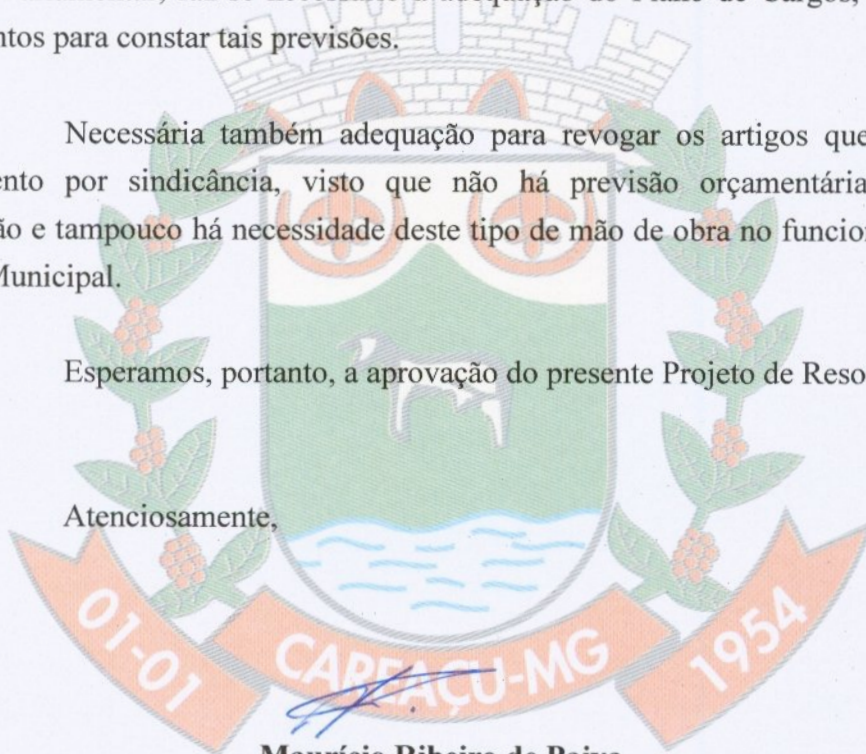 ntos para constar tais previsões.
Necessária também adequação para revogar os artigos que
ento por sindicância, visto que não há previsão orçamentária
ão e tampouco há necessidade deste tipo de mão de obra no funcio
Municipal.
Esperamos, portanto, a aprovação do presente Projeto de Reso
Atenciosamente,
01-01
CAREAÇU-MG
1954
Maurício Ribeiro de Paiva